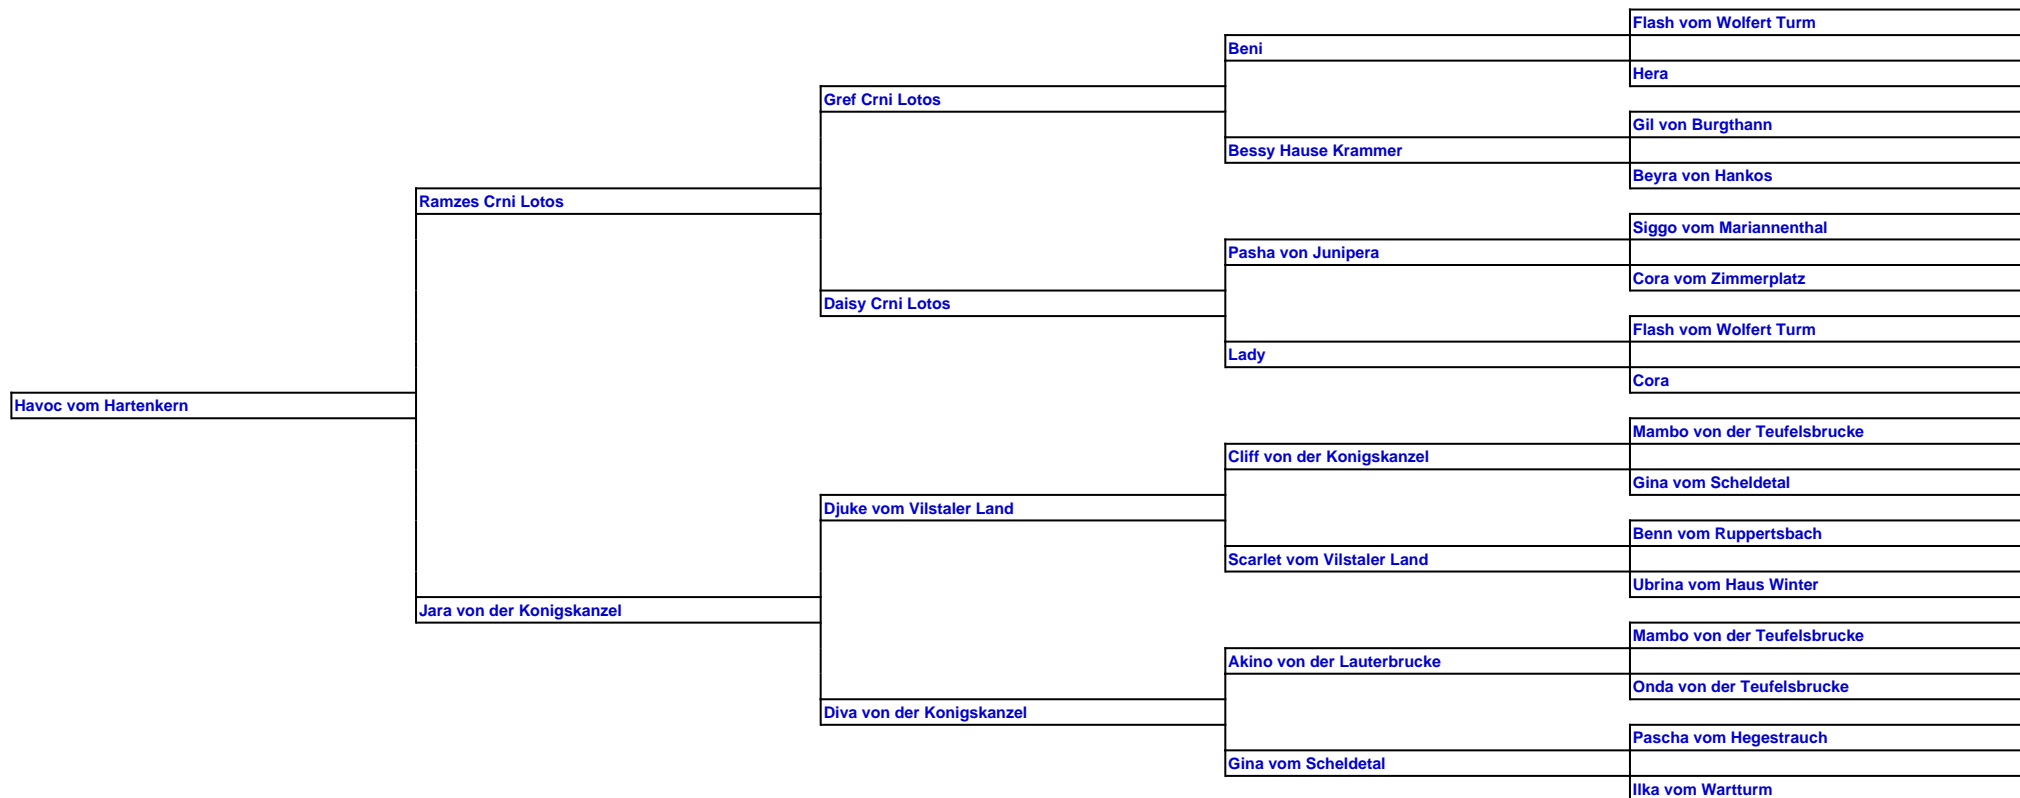 Flash vom Wolfert Turm
Beni
Hera
Gref Crni Lotos
Gil von Burgthann
Bessy Hause Krammer
Beyra von Hankos
Ramzes Crni Lotos
Siggo vom Mariannenthal
Pasha von Junipera
Cora vom Zimmerplatz
Daisy Crni Lotos
Flash vom Wolfert Turm
Lady
Cora
Havoc vom Hartenkern
Mambo von der Teufelsbrucke
Cliff von der Konigskanzel
Gina vom Scheldetal
Djuke vom Vilstaler Land
Benn vom Ruppertsbach
Scarlet vom Vilstaler Land
Ubrina vom Haus Winter
Jara von der Konigskanzel
Mambo von der Teufelsbrucke
Akino von der Lauterbrucke
Onda von der Teufelsbrucke
Diva von der Konigskanzel
Pascha vom Hegestrauch
Gina vom Scheldetal
Ilka vom Wartturm